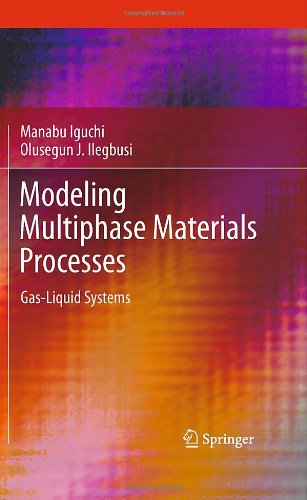 Manabu Iguchi
Olusegun J. Ilegbusi
Modeling
Multiphase Materials
Processes
Gas-Liquid Systems
Springer